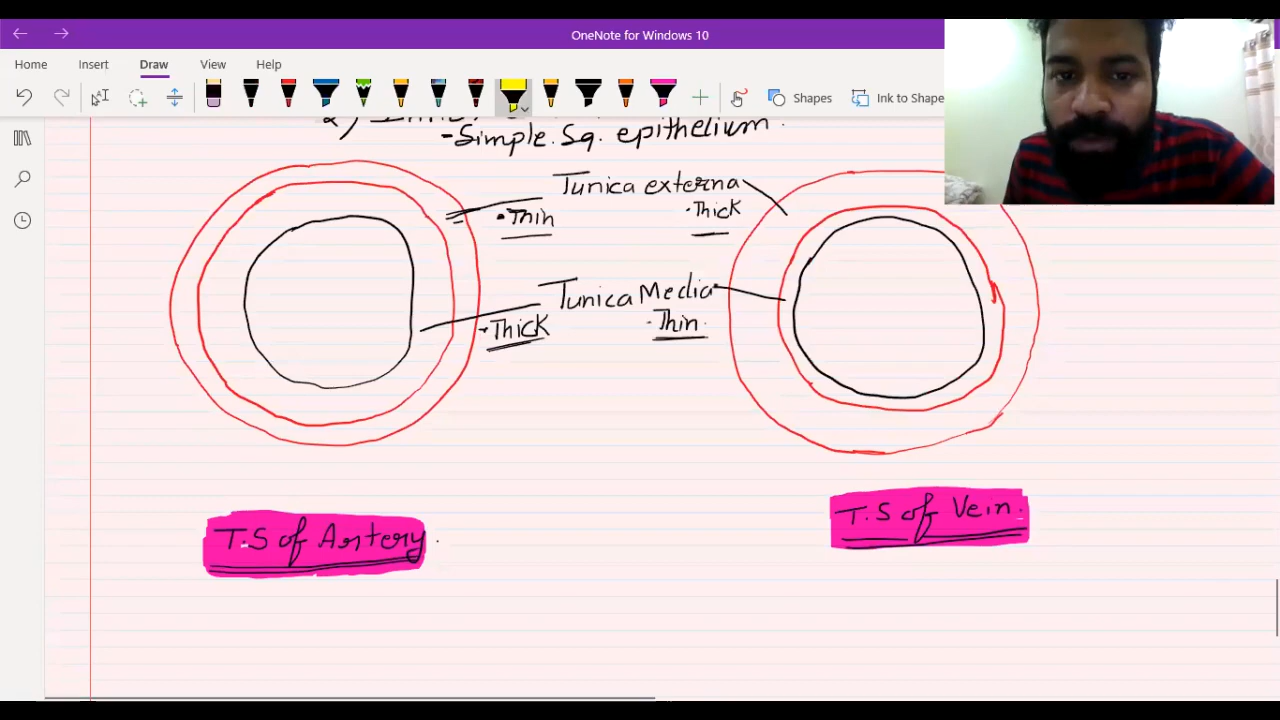 OneNote for Windows 10
Home Insert Draw View Help
Shapes Ink to Shape
-Simple. Sq. epithelium.
Tunica externa
•Thin •Thick
Tunica Media
•Thick •Thin.
T.S of Artery.
T.S of Vein.